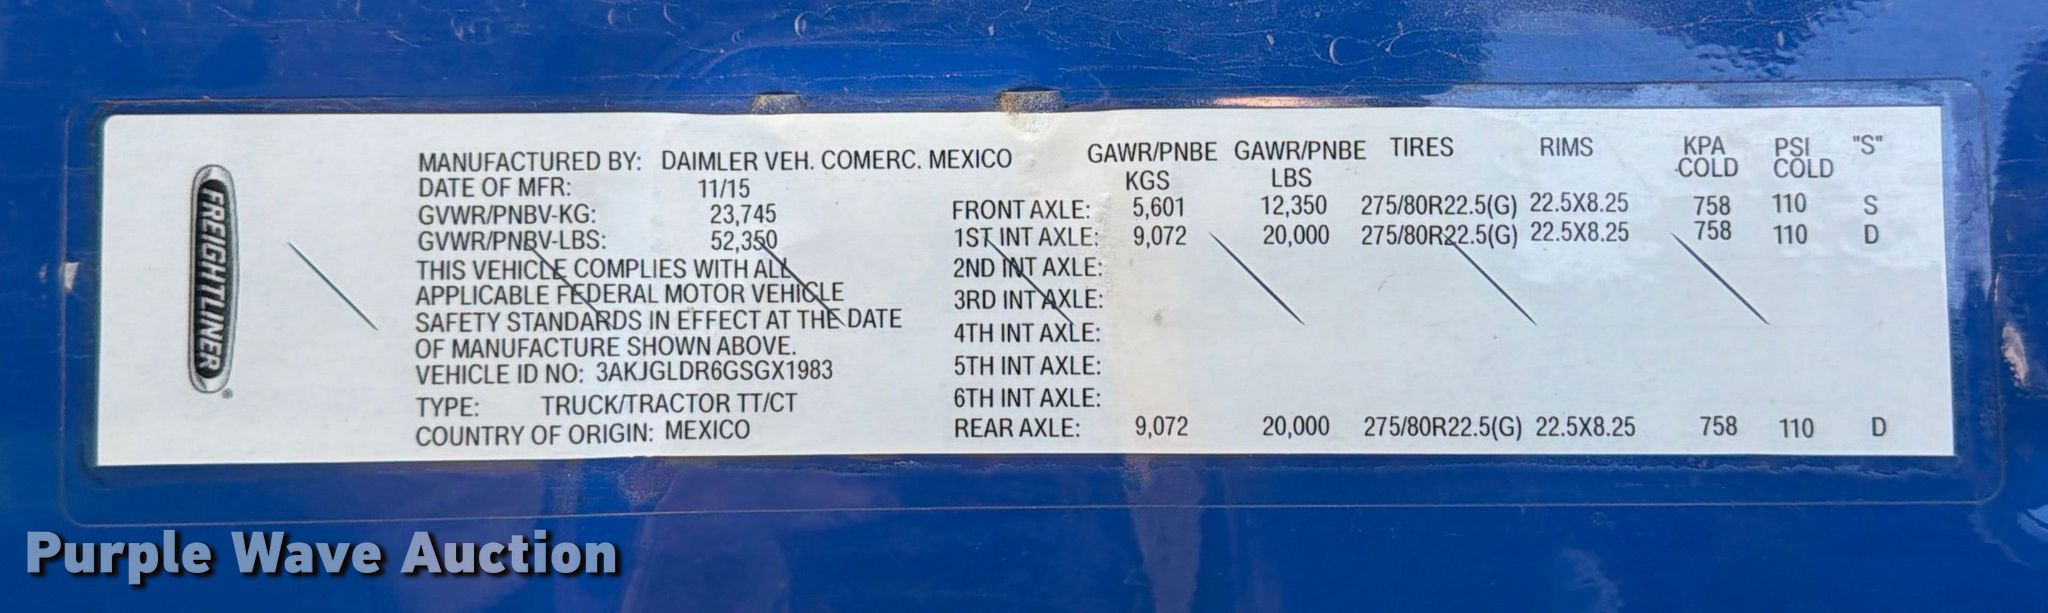 FREIGHTLINER®
MANUFACTURED BY: DAIMLER VEH. COMERC. MEXICO
DATE OF MFR: 11/15
GVWR/PNBV-KG: 23,745
GVWR/PNBV-LBS: 52,350
THIS VEHICLE COMPLIES WITH ALL
APPLICABLE FEDERAL MOTOR VEHICLE
SAFETY STANDARDS IN EFFECT AT THE DATE
OF MANUFACTURE SHOWN ABOVE.
VEHICLE ID NO: 3AKJGLDR6GSGX1983
TYPE: TRUCK/TRACTOR TT/CT
COUNTRY OF ORIGIN: MEXICO
GAWR/PNBE GAWR/PNBE TIRES RIMS KPA PSI "S"
KGS LBS COLD COLD
FRONT AXLE: 5,601 12,350 275/80R22.5(G) 22.5X8.25 758 110 S
1ST INT AXLE: 9,072 20,000 275/80R22.5(G) 22.5X8.25 758 110 D
2ND INT AXLE:
3RD INT AXLE:
4TH INT AXLE:
5TH INT AXLE:
6TH INT AXLE:
REAR AXLE: 9,072 20,000 275/80R22.5(G) 22.5X8.25 758 110 D
Purple Wave Auction